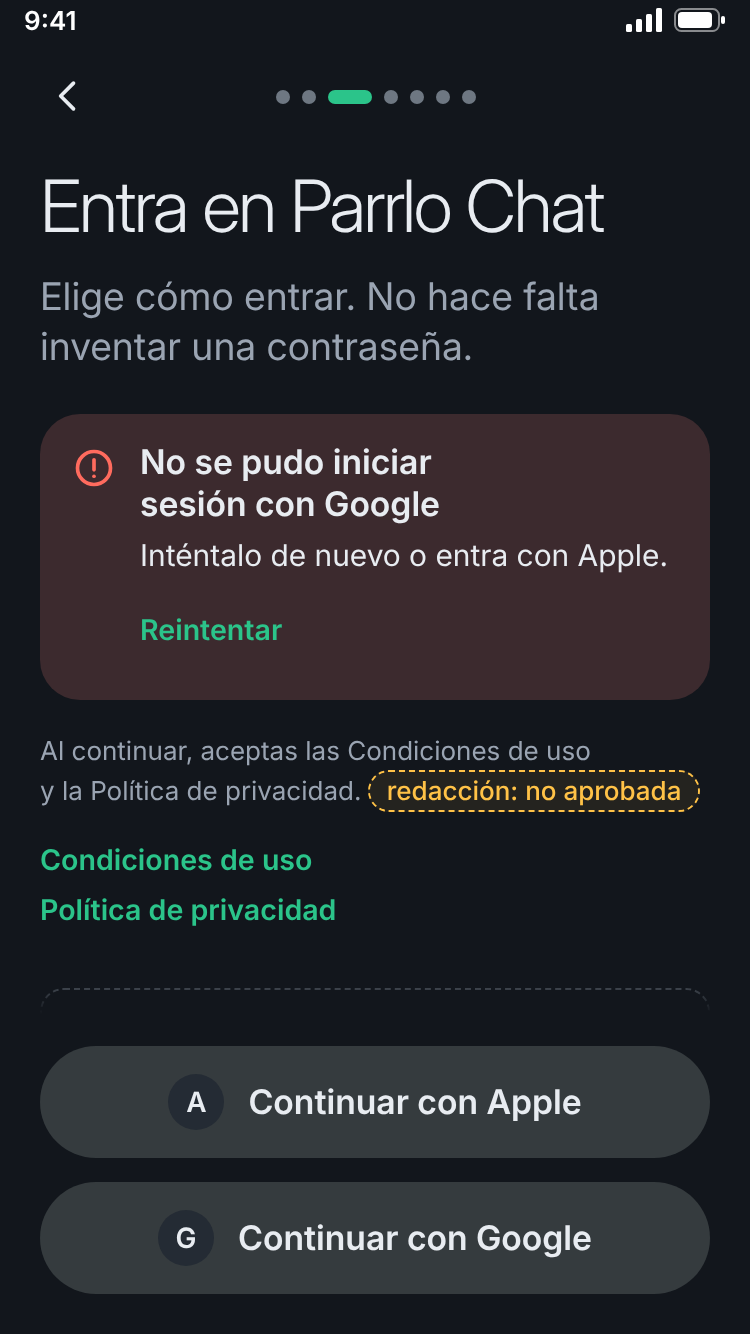 9:41
Entra en Parrlo Chat
Elige cómo entrar. No hace falta
inventar una contraseña.
No se pudo iniciar
sesión con Google
Inténtalo de nuevo o entra con Apple.
Reintentar
Al continuar, aceptas las Condiciones de uso
y la Política de privacidad. redacción: no aprobada
Condiciones de uso
Política de privacidad
A Continuar con Apple
G Continuar con Google